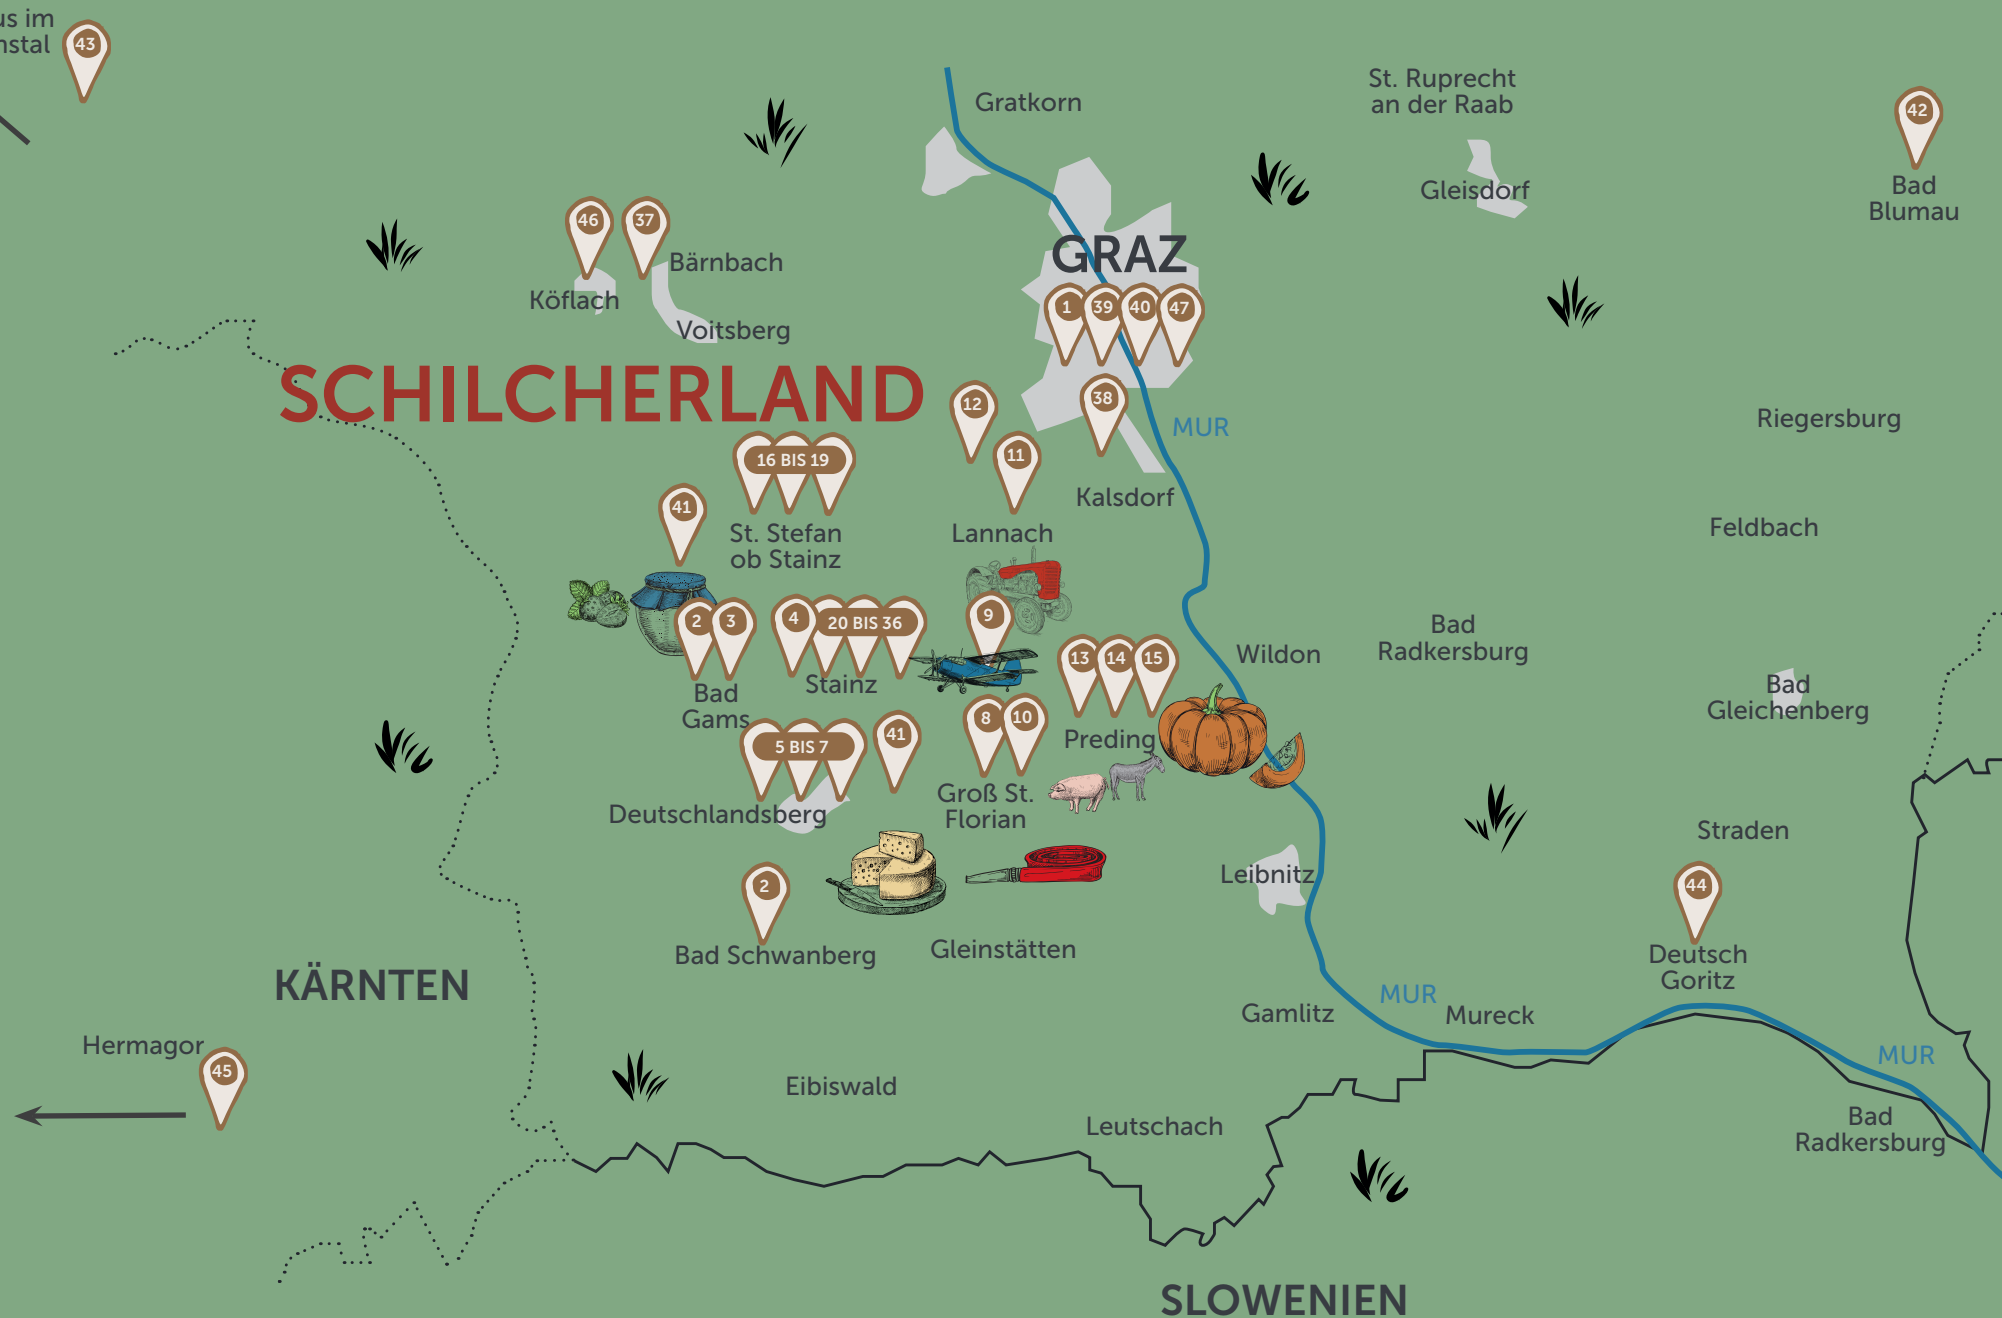 us im
nstal
43
Gratkorn
St. Ruprecht
an der Raab
42
Bad
Blumau
Gleisdorf
46
37
Bärnbach
Köflach
Voitsberg
GRAZ
1
39
40
47
SCHILCHERLAND
12
38
MUR
Riegersburg
16 BIS 19
11
Kalsdorf
41
St. Stefan
ob Stainz
Lannach
Feldbach
2
3
4
20 BIS 36
9
Bad
Radkersburg
Wildon
13
14
15
Stainz
Bad
Gams
Bad
Gleichenberg
8
10
Preding
5 BIS 7
41
Groß St.
Florian
Deutschlandsberg
Straden
Leibnitz
2
44
Bad Schwanberg
Gleinstätten
Deutsch
Goritz
KÄRNTEN
MUR
Gamlitz
Mureck
Hermagor
45
MUR
Eibiswald
Leutschach
Bad
Radkersburg
SLOWENIEN